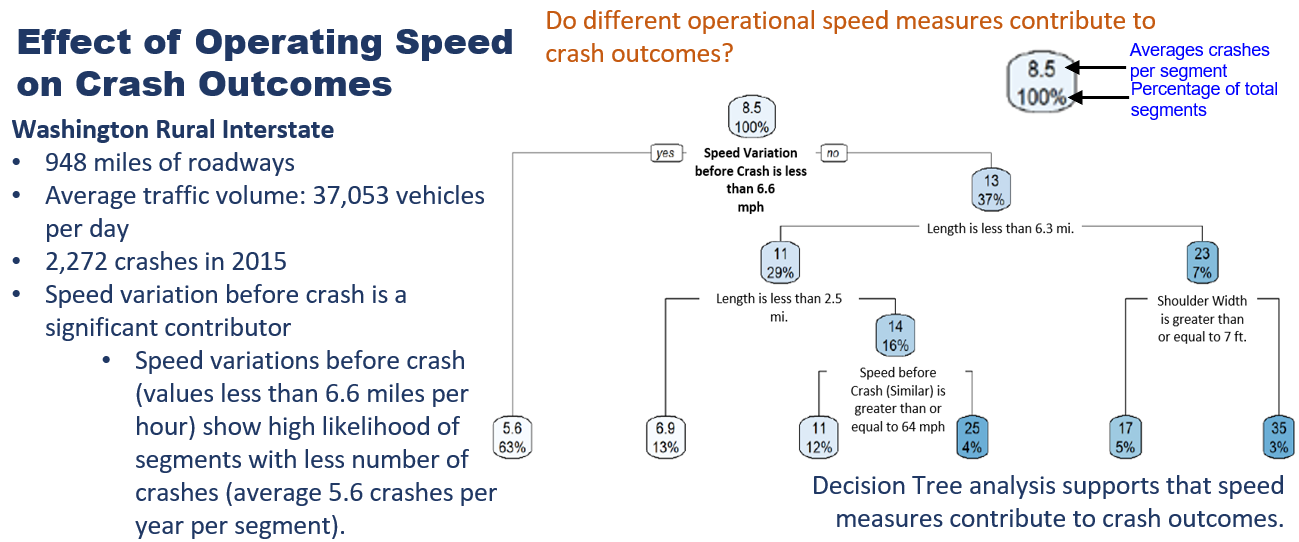 Effect of Operating Speed
on Crash Outcomes
Washington Rural Interstate
• 948 miles of roadways
• Average traffic volume: 37,053 vehicles
per day
• 2,272 crashes in 2015
• Speed variation before crash is a
significant contributor
• Speed variations before crash
(values less than 6.6 miles per
hour) show high likelihood of
segments with less number of
crashes (average 5.6 crashes per
year per segment).
Do different operational speed measures contribute to
crash outcomes?
8.5
100%
Averages crashes
per segment
Percentage of total
segments
8.5
100%
yes
Speed Variation
before Crash is less
than 6.6
mph
no
13
37%
Length is less than 6.3 mi.
11
29%
23
7%
Length is less than 2.5
mi.
Shoulder Width
is greater than
or equal to 7 ft.
14
16%
Speed before
Crash (Similar) is
greater than or
equal to 64 mph
5.6
63%
6.9
13%
11
12%
25
4%
17
5%
35
3%
Decision Tree analysis supports that speed
measures contribute to crash outcomes.